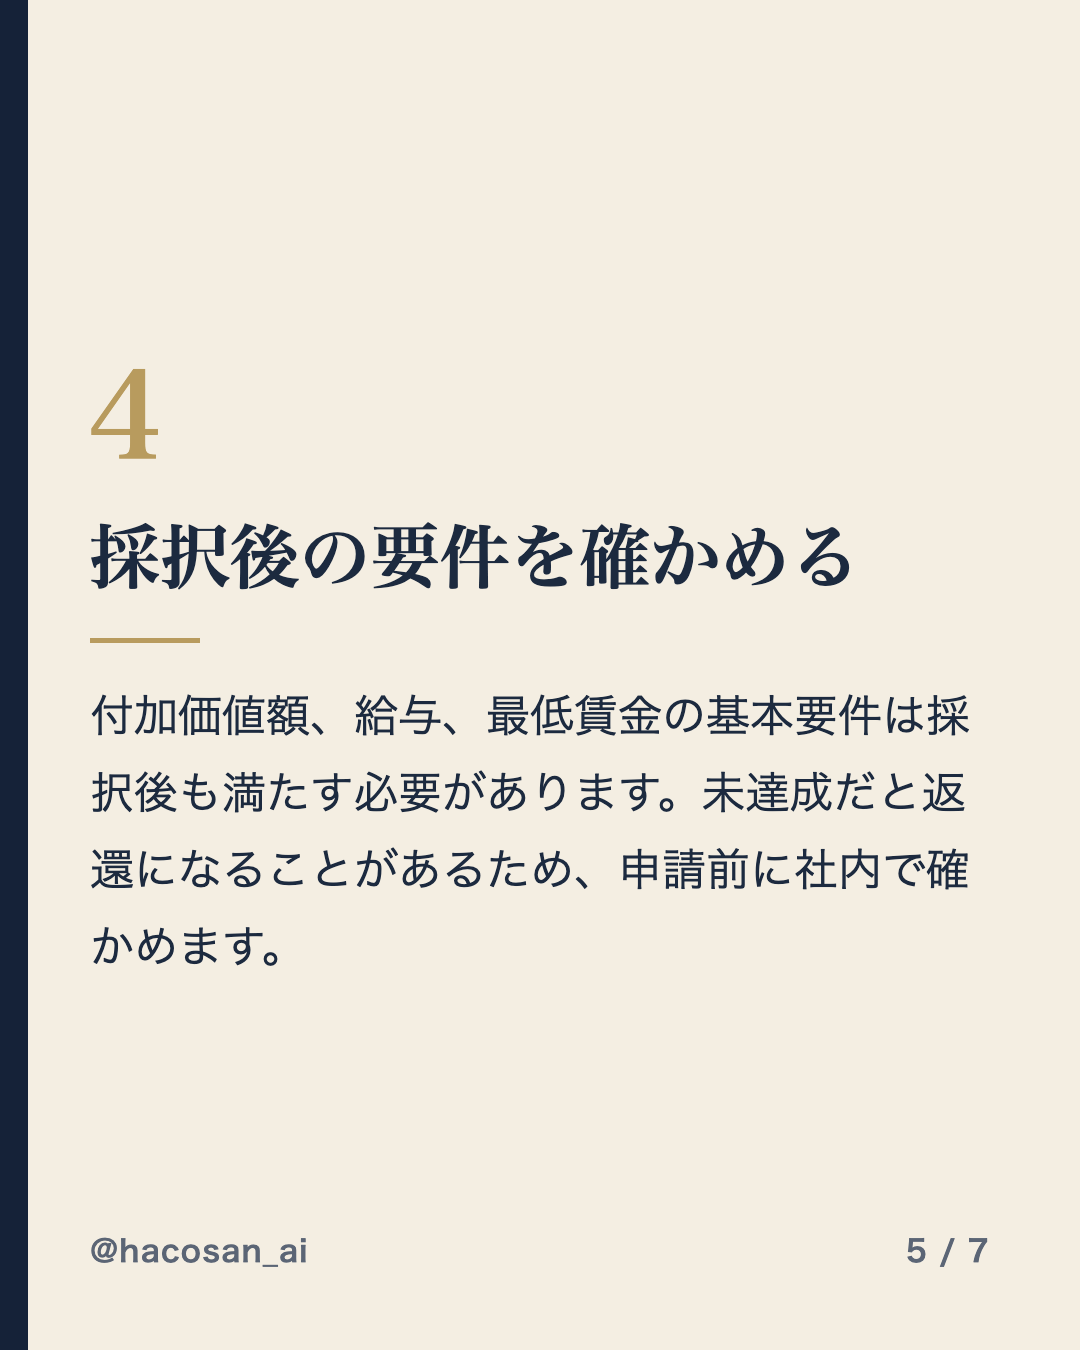 4
採択後の要件を確かめる
付加価値額、給与、最低賃金の基本要件は採
択後も満たす必要があります。未達成だと返
還になることがあるため、申請前に社内で確
かめます。
@hacosan_ai
5 / 7